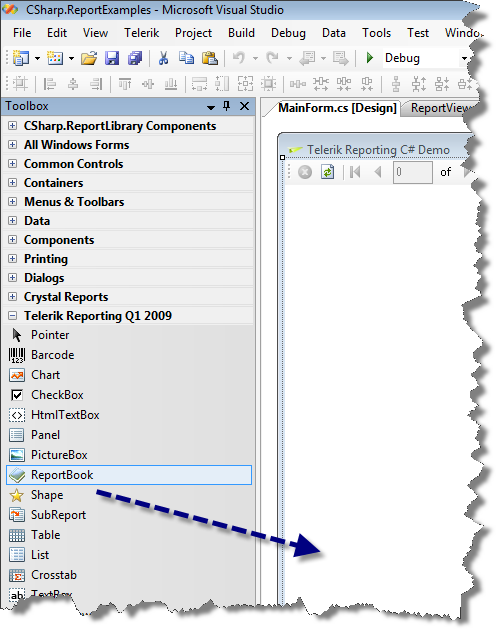 CSharp.ReportExamples - Microsoft Visual Studio
File Edit View Telerik Project Build Debug Data Tools Test Window
Debug
Toolbox
MainForm.cs [Design] ReportView
CSharp.ReportLibrary Components
All Windows Forms
Common Controls
Containers
Menus & Toolbars
Data
Components
Printing
Dialogs
Crystal Reports
Telerik Reporting Q1 2009
Pointer
Barcode
Chart
CheckBox
HtmlTextBox
Panel
PictureBox
ReportBook
Shape
SubReport
Table
List
Crosstab
TextBox
Telerik Reporting C# Demo
0 of